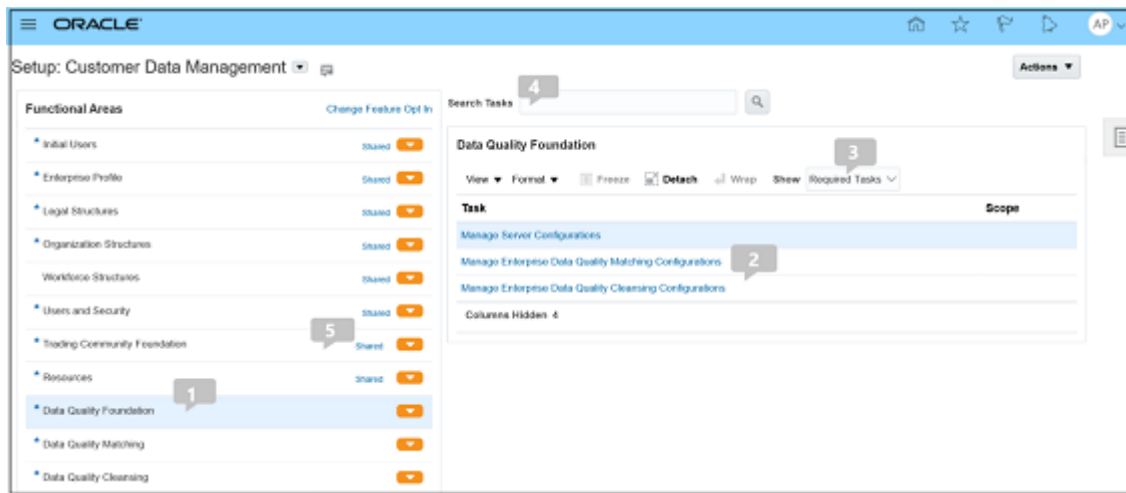 ORACLE
AP
Setup: Customer Data Management
Actions
Functional Areas
Change Feature Opt In
* Initial Users
Shared
* Enterprise Profile
Shared
* Legal Structures
Shared
* Organization Structures
Shared
Workforce Structures
Shared
* Users and Security
Shared
5
* Trading Community Foundation
Shared
* Resources
Shared
1
* Data Quality Foundation
* Data Quality Matching
* Data Quality Cleansing
4
Search Tasks
Data Quality Foundation
3
View Format Freeze Detach Wrap Show Required Tasks
Task Scope
Manage Server Configurations
Manage Enterprise Data Quality Matching Configurations
2
Manage Enterprise Data Quality Cleansing Configurations
Columns Hidden 4